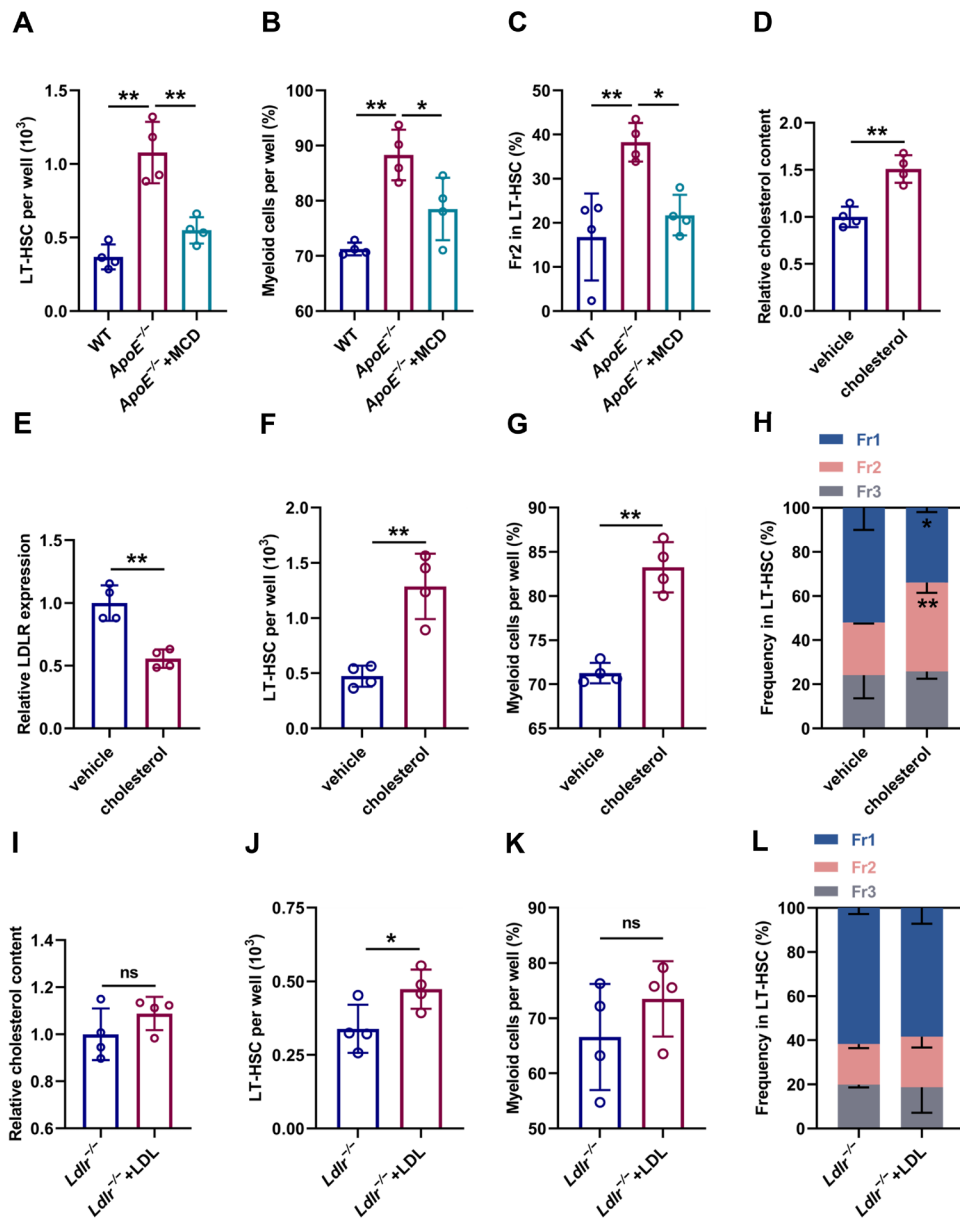 A
LT-HSC per well (10³)
1.5
1.0
0.5
0.0
** **
WT
ApoE⁻/⁻
ApoE⁻/⁻+MCD
B
Myeloid cells per well (%)
100
90
80
70
60
** *
WT
ApoE⁻/⁻
ApoE⁻/⁻+MCD
C
Fr2 in LT-HSC (%)
50
40
30
20
10
0
** *
WT
ApoE⁻/⁻
ApoE⁻/⁻+MCD
D
Relative cholesterol content
2.0
1.5
1.0
0.5
0.0
**
vehicle
cholesterol
E
Relative LDLR expression
1.5
1.0
0.5
0.0
**
vehicle
cholesterol
F
LT-HSC per well (10³)
2.0
1.5
1.0
0.5
0.0
**
vehicle
cholesterol
G
Myeloid cells per well (%)
90
85
80
75
70
65
**
vehicle
cholesterol
H
Fr1
Fr2
Fr3
Frequency in LT-HSC (%)
100
80
60
40
20
0
*
**
vehicle
cholesterol
I
Relative cholesterol content
1.4
1.2
1.0
0.8
0.6
ns
Ldlr⁻/⁻
Ldlr⁻/⁻+LDL
J
LT-HSC per well (10³)
0.75
0.50
0.25
0.00
*
Ldlr⁻/⁻
Ldlr⁻/⁻+LDL
K
Myeloid cells per well (%)
90
80
70
60
50
ns
Ldlr⁻/⁻
Ldlr⁻/⁻+LDL
L
Fr1
Fr2
Fr3
Frequency in LT-HSC (%)
100
80
60
40
20
0
Ldlr⁻/⁻
Ldlr⁻/⁻+LDL